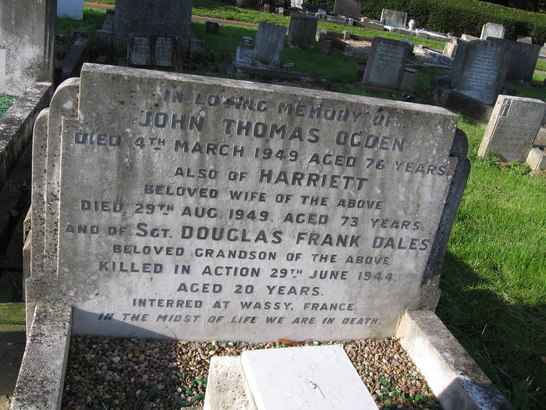 IN LOVING MEMORY OF
JOHN THOMAS OGDEN
DIED 4TH MARCH 1949, AGED 76 YEARS.
ALSO OF HARRIETT
BELOVED WIFE OF THE ABOVE
DIED 29TH AUG. 1949. AGED 73 YEARS
AND OF SGT. DOUGLAS FRANK DALES
BELOVED GRANDSON OF THE ABOVE
KILLED IN ACTION 29TH JUNE 1944.
AGED 20 YEARS.
INTERRED AT WASSY, FRANCE.
IN THE MIDST OF LIFE WE ARE IN DEATH.